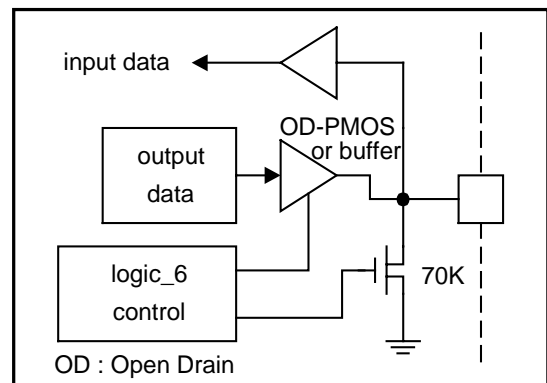 input data
OD-PMOS
or buffer
output
data
logic_6
control
70K
OD : Open Drain